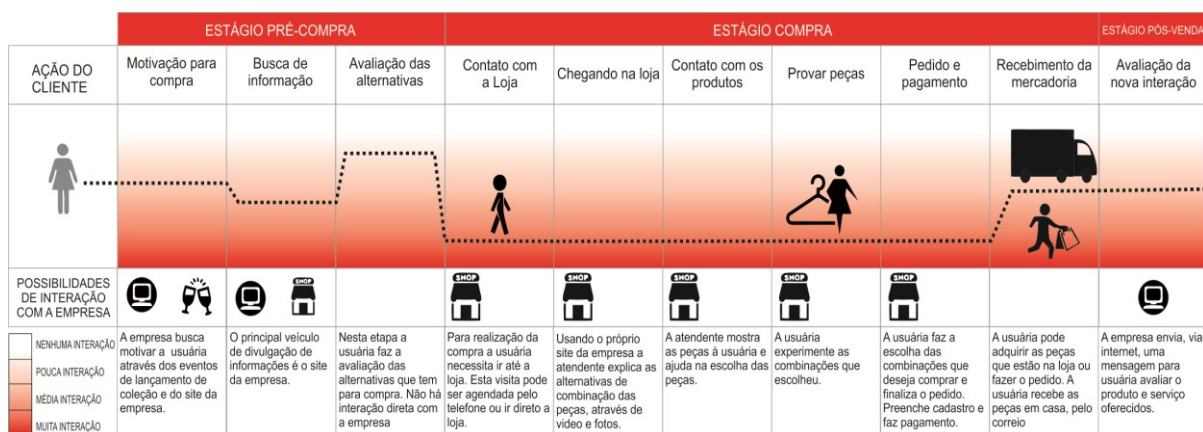 ESTÁGIO PRÉ-COMPRA
ESTÁGIO COMPRA
ESTÁGIO PÓS-VENDA
AÇÃO DO
CLIENTE
Motivação para
compra
Busca de
informação
Avaliação das
alternativas
Contato com
a Loja
Chegando na loja
Contato com os
produtos
Provar peças
Pedido e
pagamento
Recebimento da
mercadoria
Avaliação da
nova interação
POSSIBILIDADES
DE INTERAÇÃO
COM A EMPRESA
SHOP
SHOP
SHOP
SHOP
SHOP
SHOP
NENHUMA INTERAÇÃO
POUCA INTERAÇÃO
MÉDIA INTERAÇÃO
MUITA INTERAÇÃO
A empresa busca
motivar a usuária
através dos eventos
de lançamento de
coleção e do site da
empresa.
O principal veículo
de divulgação de
informações é o site
da empresa.
Nesta etapa a
usuária faz a
avaliação das
alternativas que tem
para compra. Não há
interação direta com
a empresa
Para realização da
compra a usuária
necessita ir até a
loja. Esta visita pode
ser agendada pelo
telefone ou ir direto a
loja.
Usando o próprio
site da empresa a
atendente explica as
alternativas de
combinação das
peças, através de
video e fotos.
A atendente mostra
as peças à usuária e
ajuda na escolha das
peças.
A usuária
experimente as
combinações que
escolheu.
A usuária faz a
escolha das
combinações que
deseja comprar e
finaliza o pedido.
Preenche cadastro e
faz pagamento.
A usuária pode
adquirir as peças
que estão na loja ou
fazer o pedido. A
usuária recebe as
peças em casa, pelo
correio
A empresa envia, via
internet, uma
mensagem para
usuária avaliar o
produto e serviço
oferecidos.